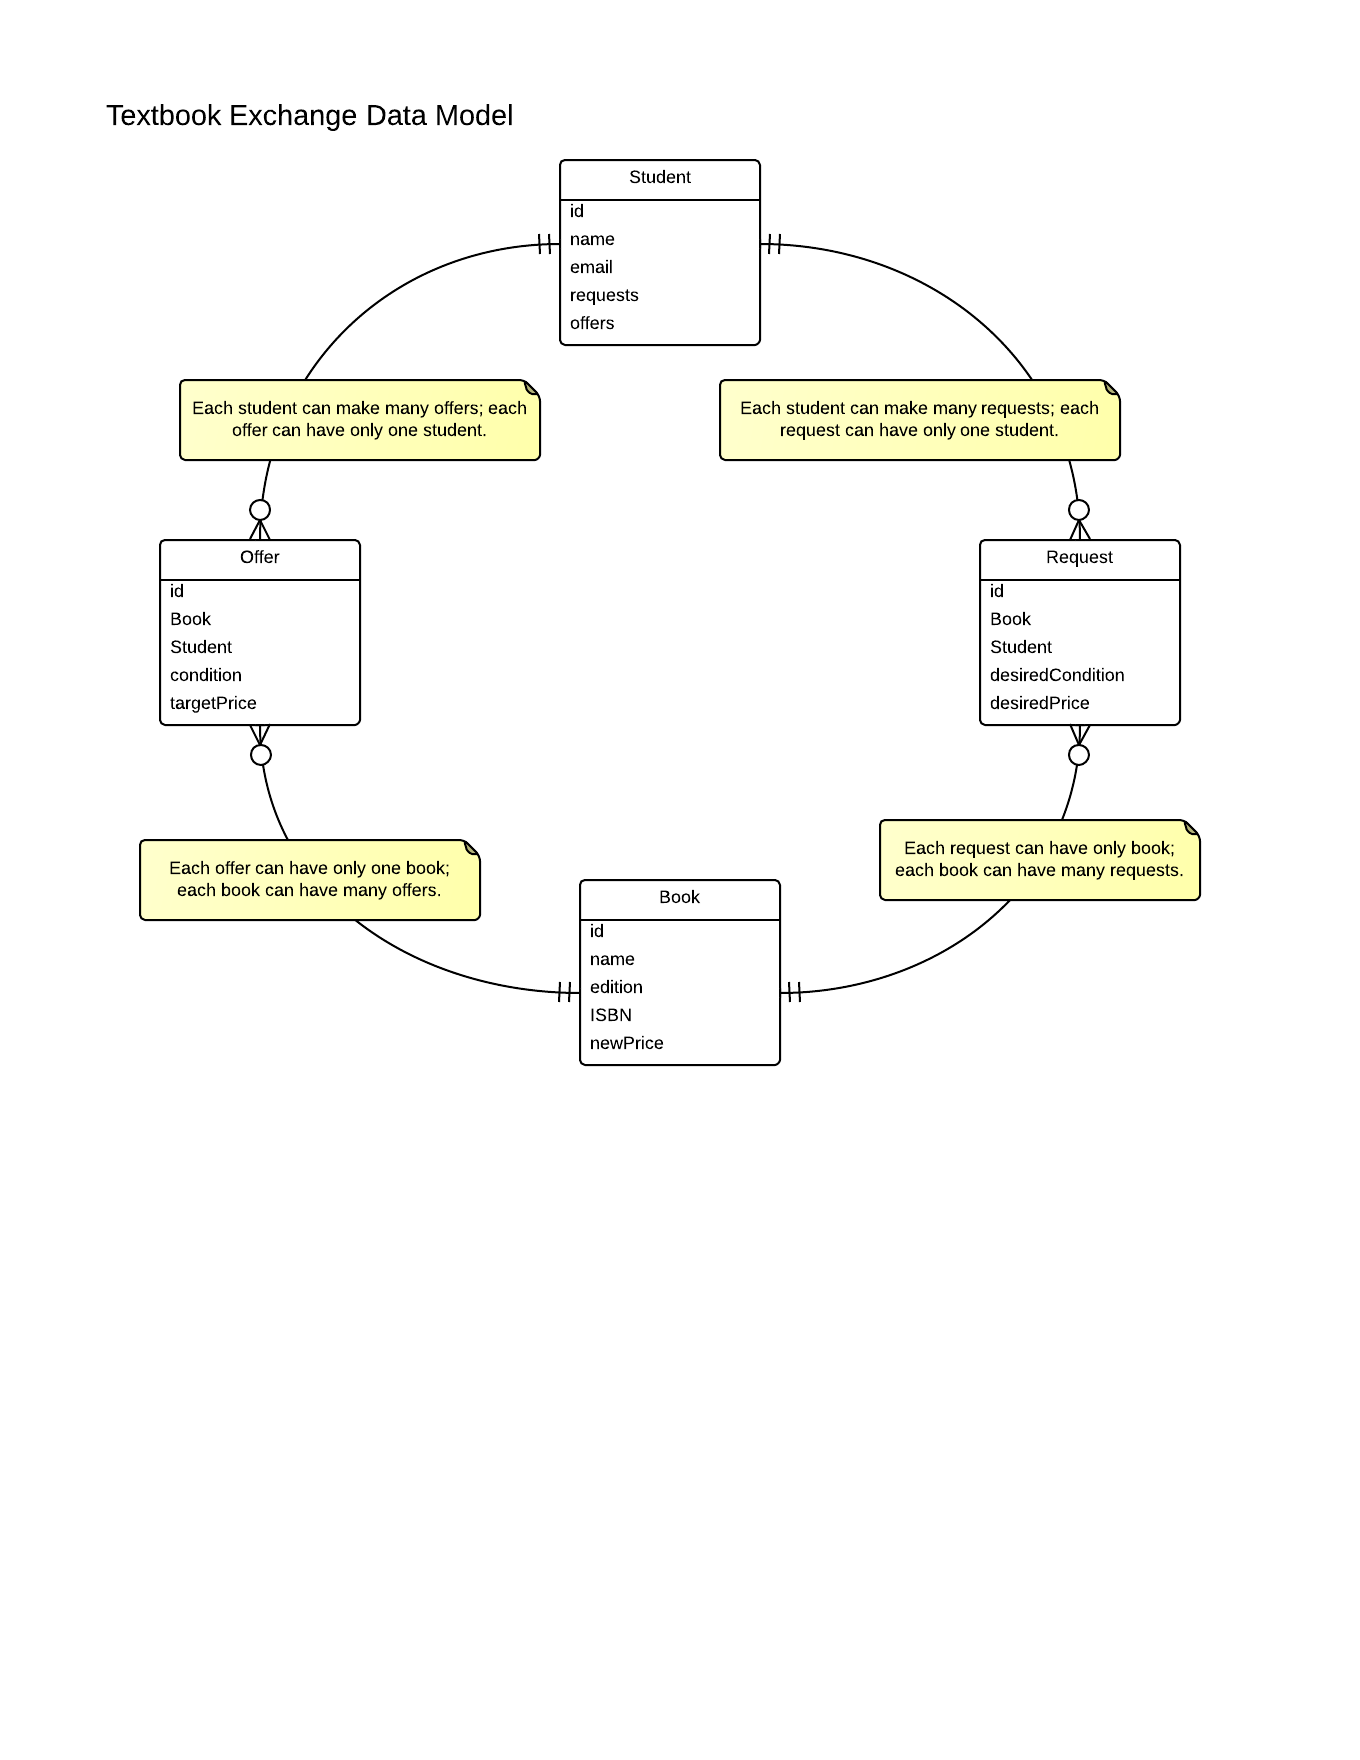 Textbook Exchange Data Model
Student
id
name
email
requests
offers
Each student can make many offers; each
offer can have only one student.
Each student can make many requests; each
request can have only one student.
Offer
id
Book
Student
condition
targetPrice
Request
id
Book
Student
desiredCondition
desiredPrice
Each offer can have only one book;
each book can have many offers.
Each request can have only book;
each book can have many requests.
Book
id
name
edition
ISBN
newPrice